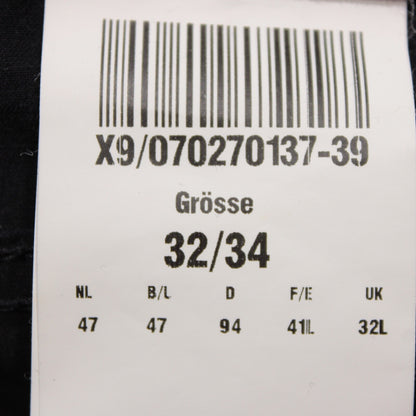 X9/070270137-39
Grösse
32/34
NL B/L D F/E UK
47 47 94 41L 32L